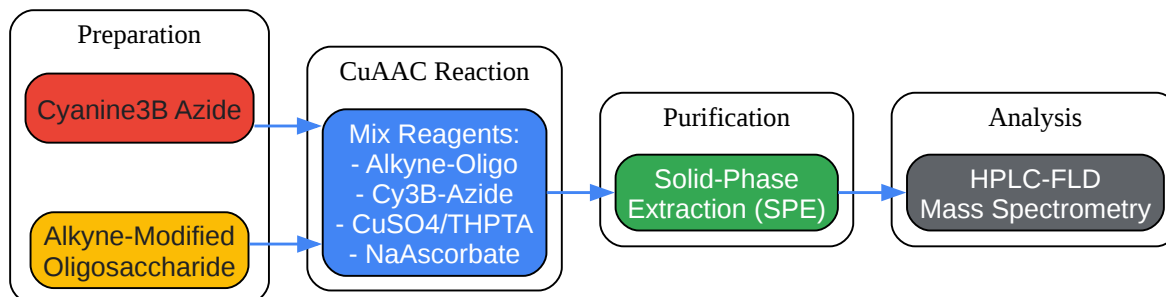 Preparation
Cyanine3B Azide
Alkyne-Modified
Oligosaccharide
CuAAC Reaction
Mix Reagents:
- Alkyne-Oligo
- Cy3B-Azide
- CuSO4/THPTA
- NaAscorbate
Purification
Solid-Phase
Extraction (SPE)
Analysis
HPLC-FLD
Mass Spectrometry